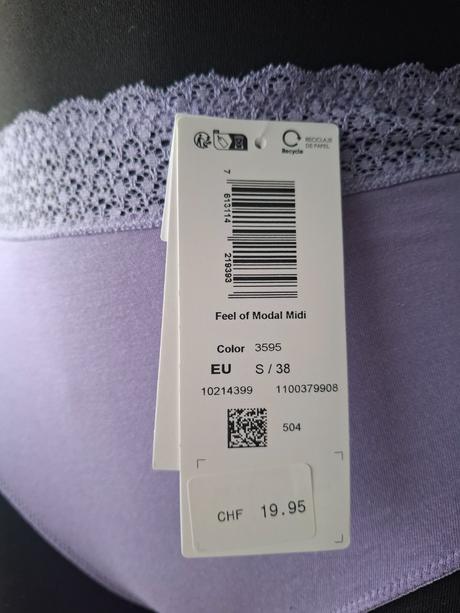 Recycle
RECICLAJE
DE PAPEL
7 613114 219393
Feel of Modal Midi
Color 3595
EU S / 38
10214399 1100379908
504
CHF 19.95